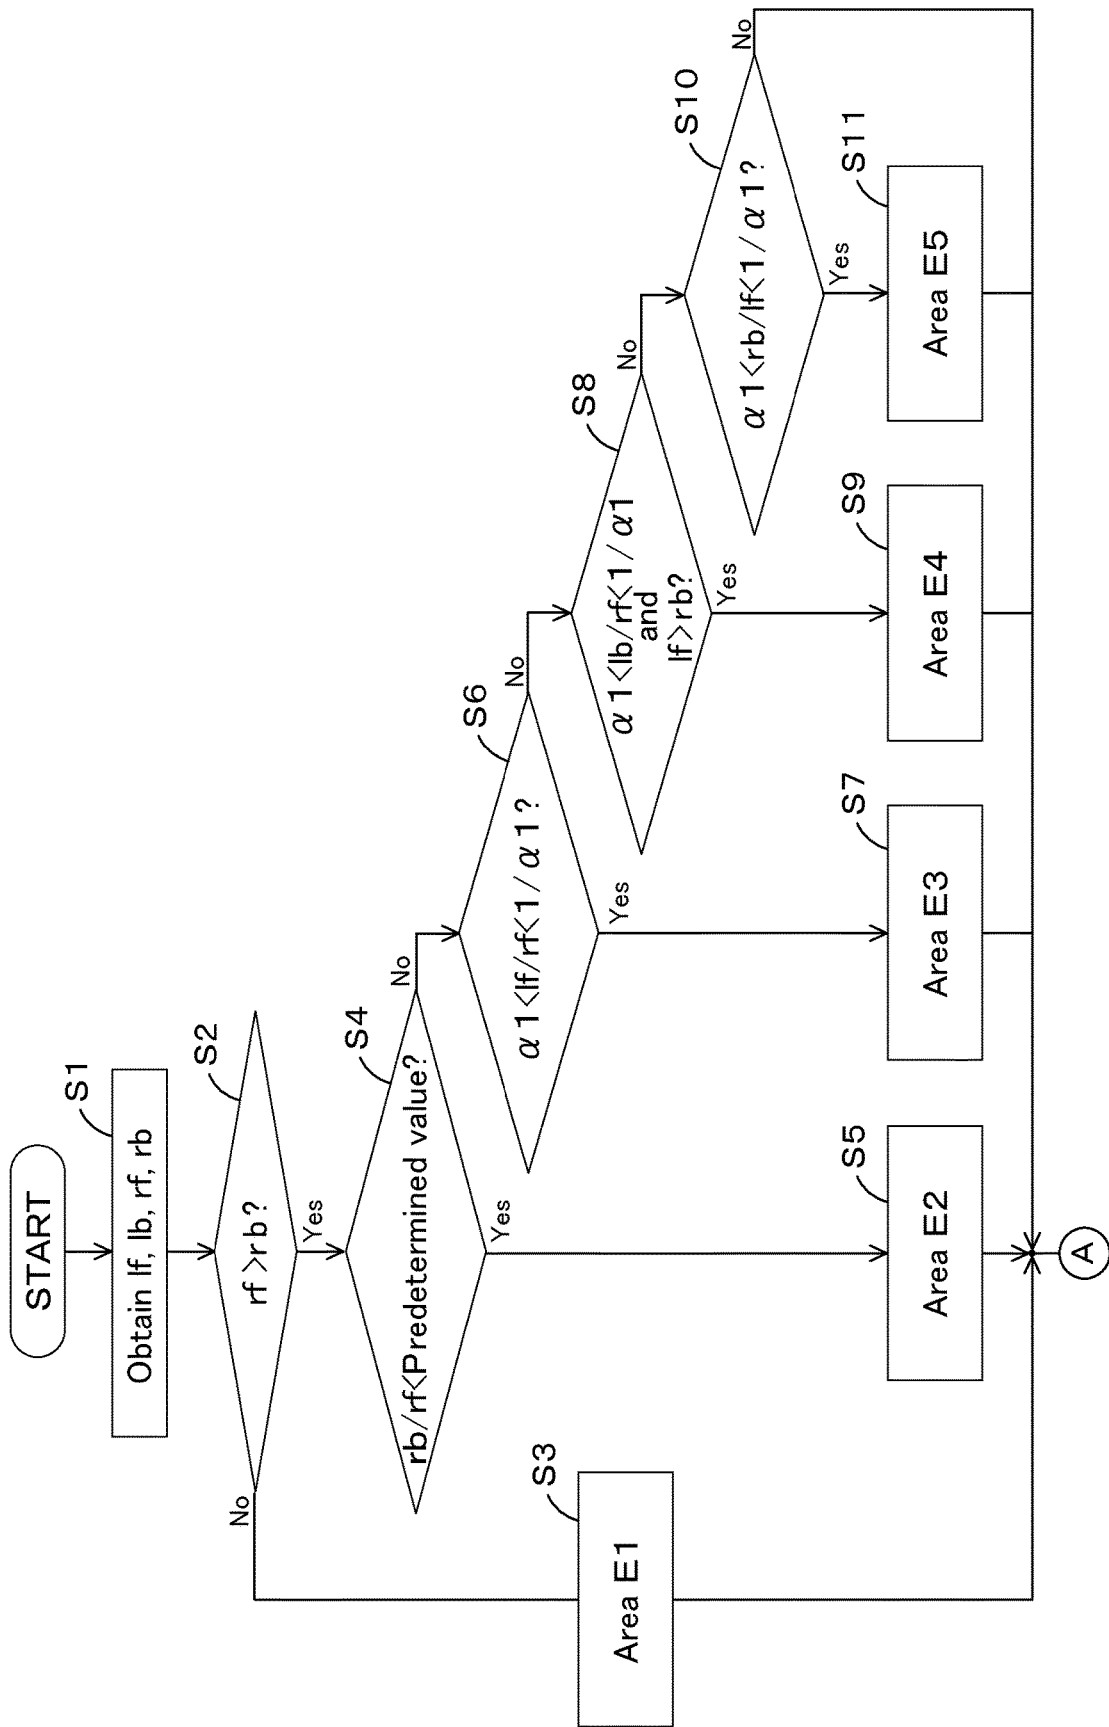 START
S1
Obtain lf, lb, rf, rb
S2
rf>rb?
No
Yes
S3
Area E1
S4
rb/rf<Predetermined value?
No
Yes
S5
Area E2
S6
α1<lf/rf<1/α1?
No
Yes
S7
Area E3
S8
α1<lb/rf<1/α1
and
lf>rb?
No
Yes
S9
Area E4
S10
α1<rb/lf<1/α1?
No
Yes
S11
Area E5
A